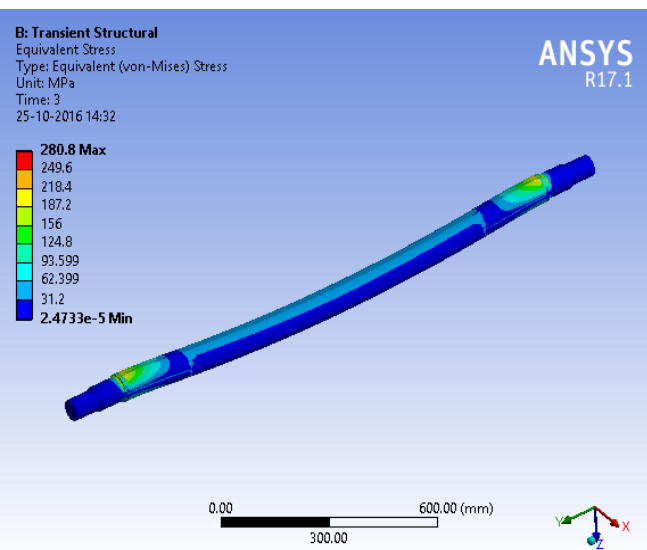 B: Transient Structural
Equivalent Stress
Type: Equivalent (von-Mises) Stress
Unit: MPa
Time: 3
25-10-2016 14:32
ANSYS
R17.1
280.8 Max
249.6
218.4
187.2
156
124.8
93.599
62.399
31.2
2.4733e-5 Min
0.00 600.00 (mm)
300.00
Y X
Z